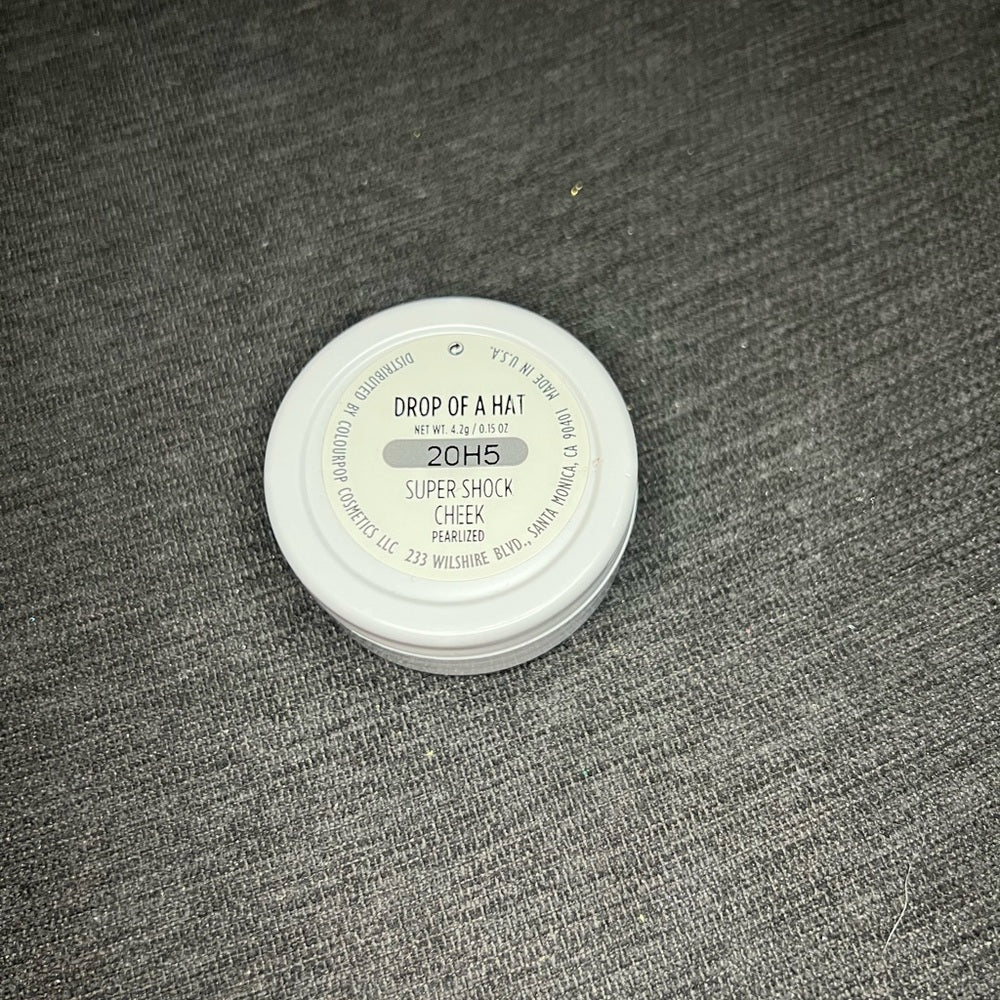 DROP OF A HAT
NET WT. 4.2g / 0.15 OZ
20H5
SUPER SHOCK
CHEEK
PEARLIZED
DISTRIBUTED BY COLOURPOP COSMETICS LLC 233 WILSHIRE BLVD., SANTA MONICA, CA 90401 MADE IN U.S.A.